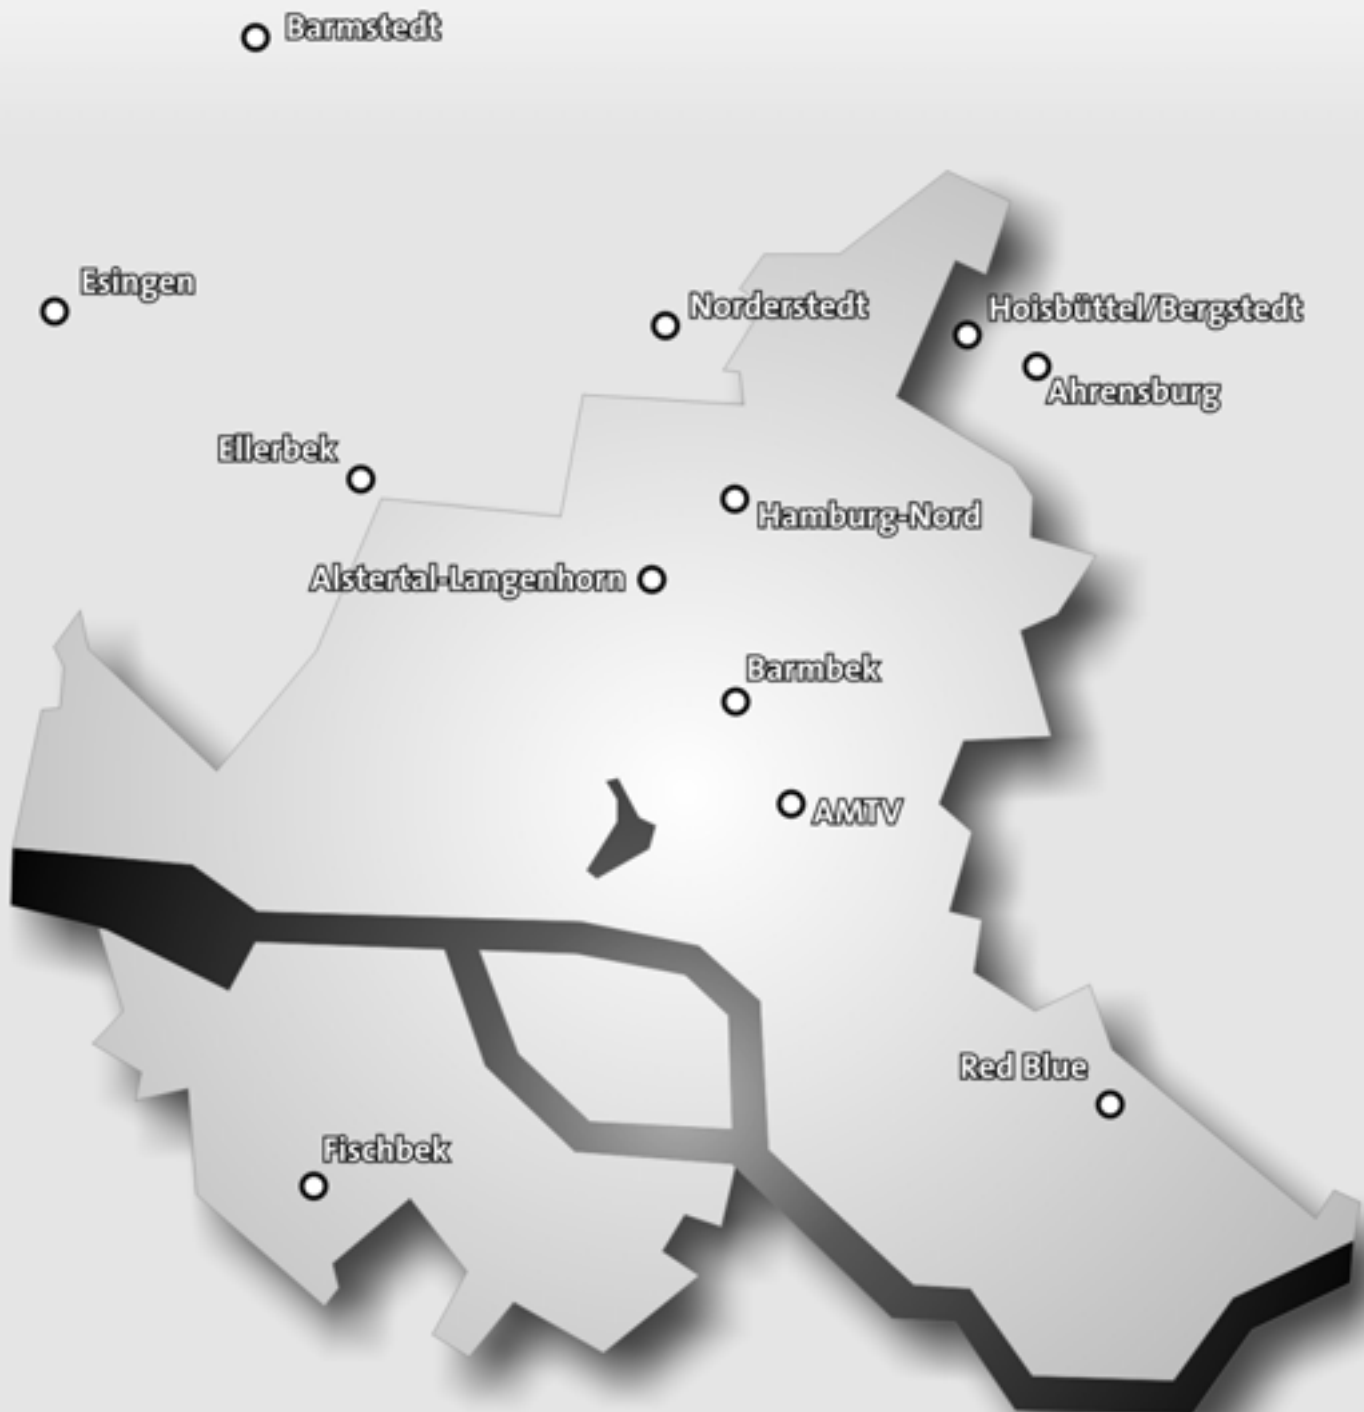 Barmstedt
Esingen
Norderstedt
Hoisbüttel/Bergstedt
Ahrensburg
Ellerbek
Hamburg-Nord
Alstertal-Langenhorn
Barmbek
AMTV
Red Blue
Fischbek